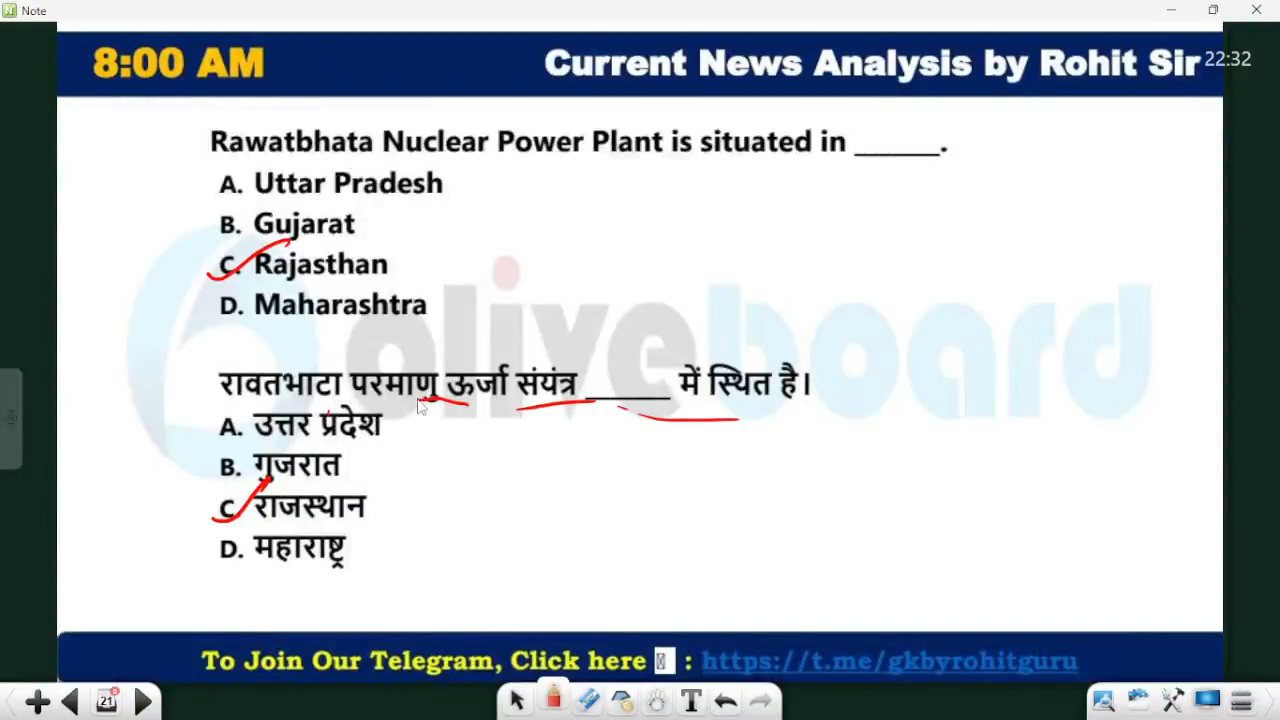 Note
8:00 AM
Current News Analysis by Rohit Sir
22:32
Rawatbhata Nuclear Power Plant is situated in ______.
A. Uttar Pradesh
B. Gujarat
C. Rajasthan
D. Maharashtra
oliveboard
रावतभाटा परमाणु ऊर्जा संयंत्र ______ में स्थित है।
A. उत्तर प्रदेश
B. गुजरात
C. राजस्थान
D. महाराष्ट्र
To Join Our Telegram, Click here : https://t.me/gkbyrohitguru
21
T